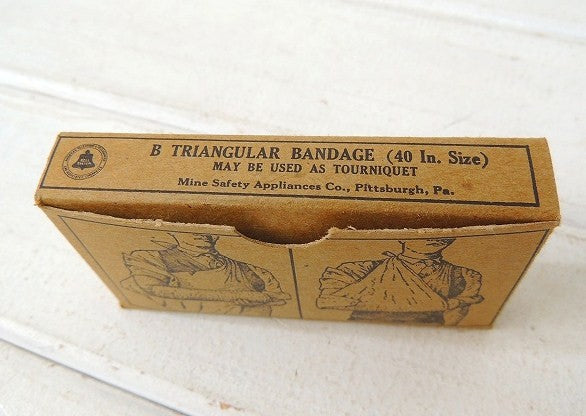 B TRIANGULAR BANDAGE (40 In. Size)
MAY BE USED AS TOURNIQUET
Mine Safety Appliances Co., Pittsburgh, Pa.